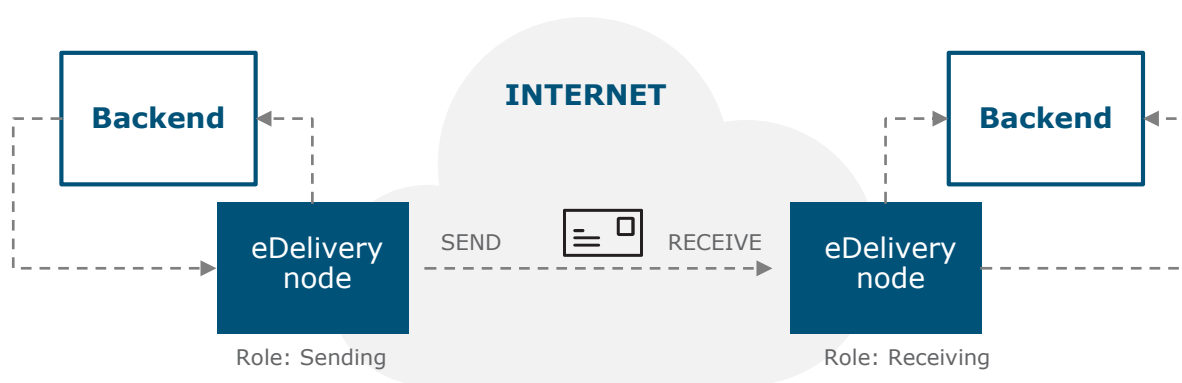 INTERNET
Backend
Backend
eDelivery
node
SEND
RECEIVE
eDelivery
node
Role: Sending
Role: Receiving